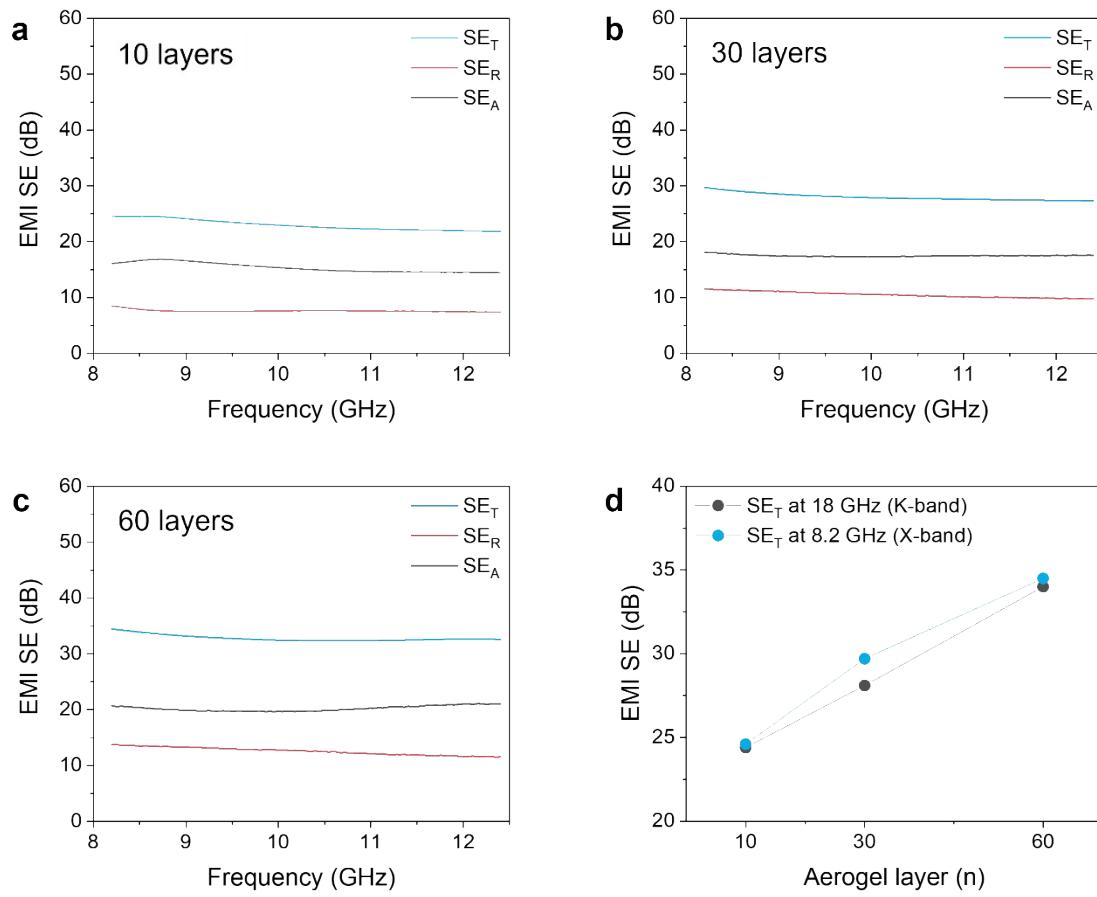 a
10 layers
SE_T
SE_R
SE_A
60
50
40
30
20
10
0
EMI SE (dB)
8 9 10 11 12
Frequency (GHz)
b
30 layers
SE_T
SE_R
SE_A
60
50
40
30
20
10
0
EMI SE (dB)
8 9 10 11 12
Frequency (GHz)
c
60 layers
SE_T
SE_R
SE_A
60
50
40
30
20
10
0
EMI SE (dB)
8 9 10 11 12
Frequency (GHz)
d
SE_T at 18 GHz (K-band)
SE_T at 8.2 GHz (X-band)
40
35
30
25
20
EMI SE (dB)
10 30 60
Aerogel layer (n)